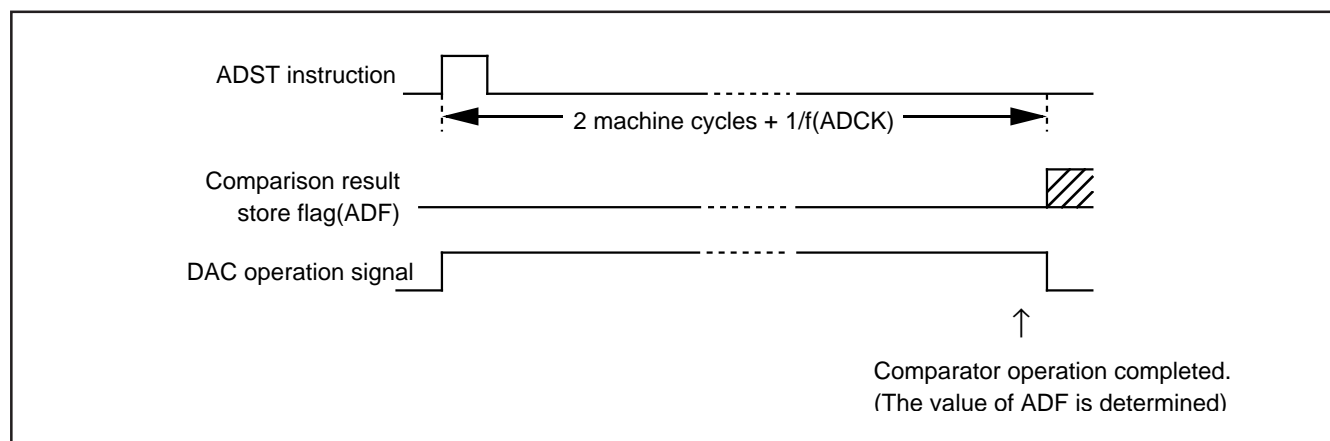 ADST instruction
2 machine cycles + 1/f(ADCK)
Comparison result
store flag(ADF)
DAC operation signal
↑
Comparator operation completed.
(The value of ADF is determined)